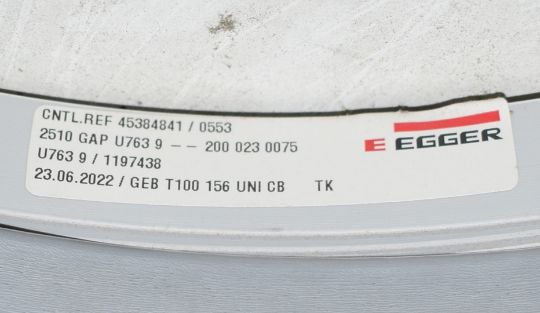 CNTL.REF 45384841 / 0553
2510 GAP U763 9 -- 200 023 0075
U763 9 / 1197438
23.06.2022 / GEB T100 156 UNI CB TK
E EGGER